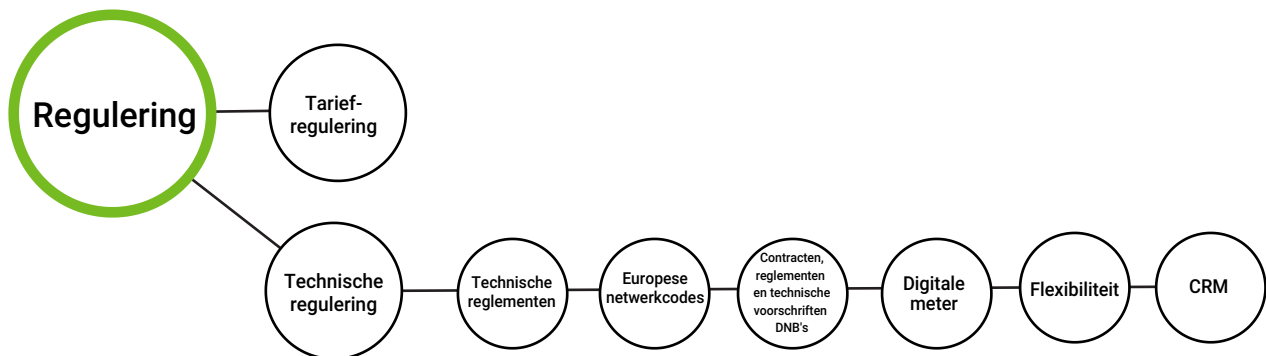 Regulering
Tarief-
regulering
Technische
regulering
Technische
reglementen
Europese
netwerkcodes
Contracten,
reglementen
en technische
voorschriften
DNB's
Digitale
meter
Flexibiliteit
CRM